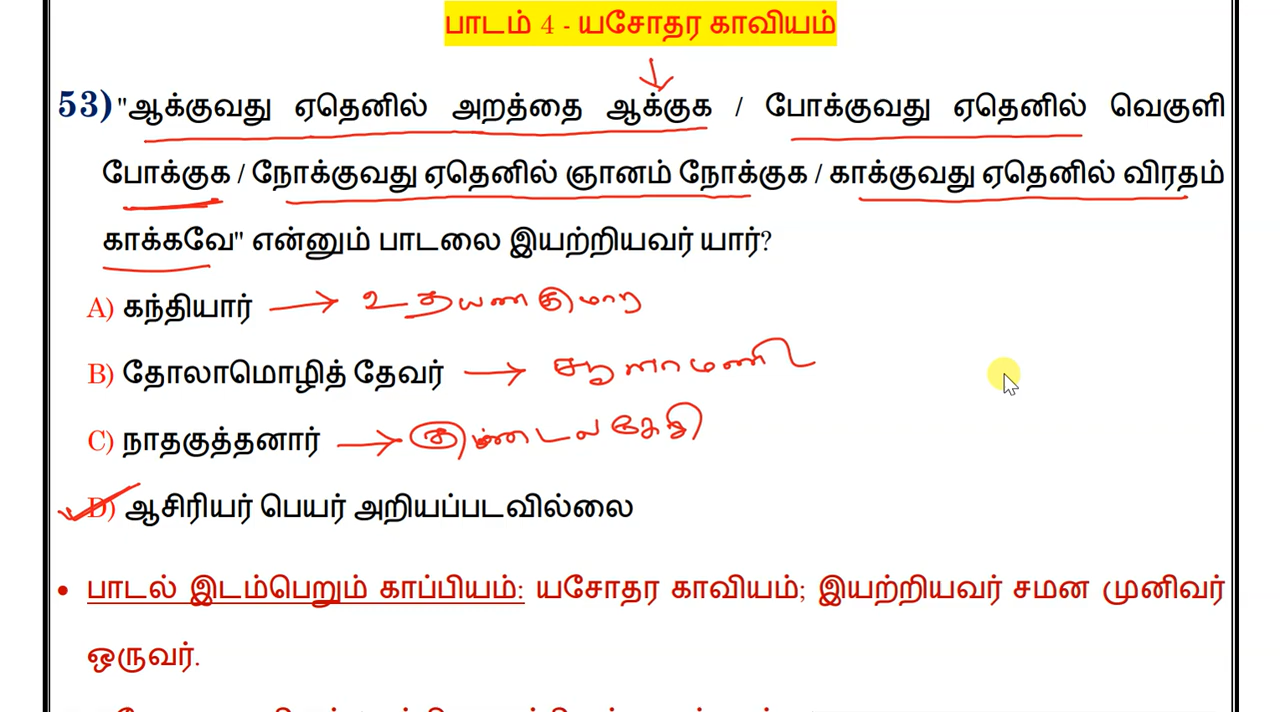 பாடம் 4 - யசோதர காவியம்
53) "ஆக்குவது ஏதெனில் அறத்தை ஆக்குக / போக்குவது ஏதெனில் வெகுளி
போக்குக / நோக்குவது ஏதெனில் ஞானம் நோக்குக / காக்குவது ஏதெனில் விரதம்
காக்கவே" என்னும் பாடலை இயற்றியவர் யார்?
A) கந்தியார் → உதயணகுமார
B) தோலாமொழித் தேவர் → சூளாமணி
C) நாதகுத்தனார் → குண்டலகேசி
D) ஆசிரியர் பெயர் அறியப்படவில்லை
• பாடல் இடம்பெறும் காப்பியம்: யசோதர காவியம்; இயற்றியவர் சமன முனிவர்
ஒருவர்.